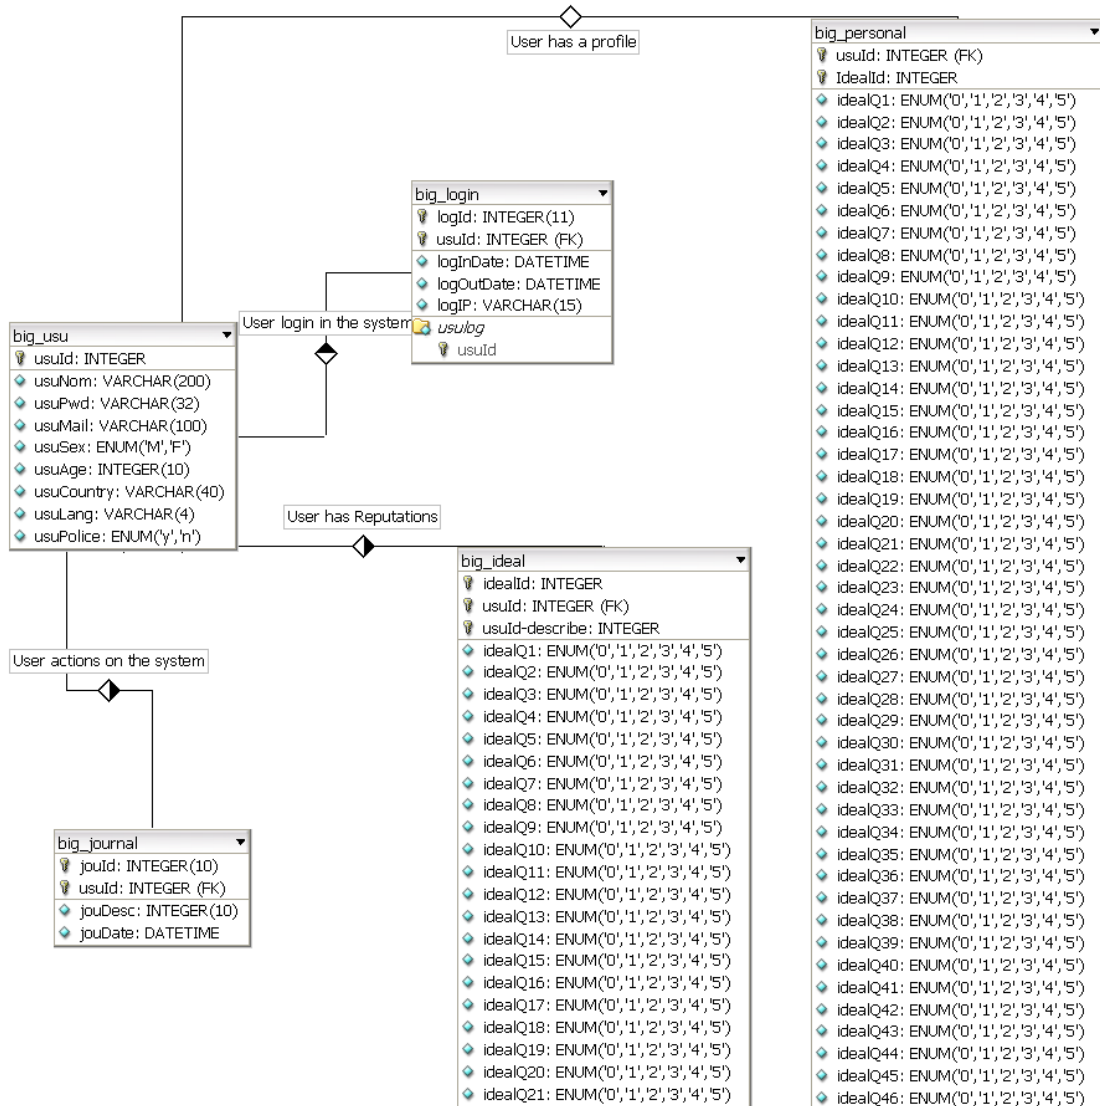 User has a profile
big_personal
usuId: INTEGER (FK)
IdealId: INTEGER
idealQ1: ENUM('0','1','2','3','4','5')
idealQ2: ENUM('0','1','2','3','4','5')
idealQ3: ENUM('0','1','2','3','4','5')
idealQ4: ENUM('0','1','2','3','4','5')
idealQ5: ENUM('0','1','2','3','4','5')
idealQ6: ENUM('0','1','2','3','4','5')
idealQ7: ENUM('0','1','2','3','4','5')
idealQ8: ENUM('0','1','2','3','4','5')
idealQ9: ENUM('0','1','2','3','4','5')
idealQ10: ENUM('0','1','2','3','4','5')
idealQ11: ENUM('0','1','2','3','4','5')
idealQ12: ENUM('0','1','2','3','4','5')
idealQ13: ENUM('0','1','2','3','4','5')
idealQ14: ENUM('0','1','2','3','4','5')
idealQ15: ENUM('0','1','2','3','4','5')
idealQ16: ENUM('0','1','2','3','4','5')
idealQ17: ENUM('0','1','2','3','4','5')
idealQ18: ENUM('0','1','2','3','4','5')
idealQ19: ENUM('0','1','2','3','4','5')
idealQ20: ENUM('0','1','2','3','4','5')
idealQ21: ENUM('0','1','2','3','4','5')
idealQ22: ENUM('0','1','2','3','4','5')
idealQ23: ENUM('0','1','2','3','4','5')
idealQ24: ENUM('0','1','2','3','4','5')
idealQ25: ENUM('0','1','2','3','4','5')
idealQ26: ENUM('0','1','2','3','4','5')
idealQ27: ENUM('0','1','2','3','4','5')
idealQ28: ENUM('0','1','2','3','4','5')
idealQ29: ENUM('0','1','2','3','4','5')
idealQ30: ENUM('0','1','2','3','4','5')
idealQ31: ENUM('0','1','2','3','4','5')
idealQ32: ENUM('0','1','2','3','4','5')
idealQ33: ENUM('0','1','2','3','4','5')
idealQ34: ENUM('0','1','2','3','4','5')
idealQ35: ENUM('0','1','2','3','4','5')
idealQ36: ENUM('0','1','2','3','4','5')
idealQ37: ENUM('0','1','2','3','4','5')
idealQ38: ENUM('0','1','2','3','4','5')
idealQ39: ENUM('0','1','2','3','4','5')
idealQ40: ENUM('0','1','2','3','4','5')
idealQ41: ENUM('0','1','2','3','4','5')
idealQ42: ENUM('0','1','2','3','4','5')
idealQ43: ENUM('0','1','2','3','4','5')
idealQ44: ENUM('0','1','2','3','4','5')
idealQ45: ENUM('0','1','2','3','4','5')
idealQ46: ENUM('0','1','2','3','4','5')
big_login
logId: INTEGER(11)
usuId: INTEGER (FK)
logInDate: DATETIME
logOutDate: DATETIME
logIP: VARCHAR(15)
usulog
usuId
User login in the system
big_usu
usuId: INTEGER
usuNom: VARCHAR(200)
usuPwd: VARCHAR(32)
usuMail: VARCHAR(100)
usuSex: ENUM('M','F')
usuAge: INTEGER(10)
usuCountry: VARCHAR(40)
usuLang: VARCHAR(4)
usuPolice: ENUM('y','n')
User has Reputations
big_ideal
idealId: INTEGER
usuId: INTEGER (FK)
usuId-describe: INTEGER
idealQ1: ENUM('0','1','2','3','4','5')
idealQ2: ENUM('0','1','2','3','4','5')
idealQ3: ENUM('0','1','2','3','4','5')
idealQ4: ENUM('0','1','2','3','4','5')
idealQ5: ENUM('0','1','2','3','4','5')
idealQ6: ENUM('0','1','2','3','4','5')
idealQ7: ENUM('0','1','2','3','4','5')
idealQ8: ENUM('0','1','2','3','4','5')
idealQ9: ENUM('0','1','2','3','4','5')
idealQ10: ENUM('0','1','2','3','4','5')
idealQ11: ENUM('0','1','2','3','4','5')
idealQ12: ENUM('0','1','2','3','4','5')
idealQ13: ENUM('0','1','2','3','4','5')
idealQ14: ENUM('0','1','2','3','4','5')
idealQ15: ENUM('0','1','2','3','4','5')
idealQ16: ENUM('0','1','2','3','4','5')
idealQ17: ENUM('0','1','2','3','4','5')
idealQ18: ENUM('0','1','2','3','4','5')
idealQ19: ENUM('0','1','2','3','4','5')
idealQ20: ENUM('0','1','2','3','4','5')
idealQ21: ENUM('0','1','2','3','4','5')
User actions on the system
big_journal
jouId: INTEGER(10)
usuId: INTEGER (FK)
jouDesc: INTEGER(10)
jouDate: DATETIME